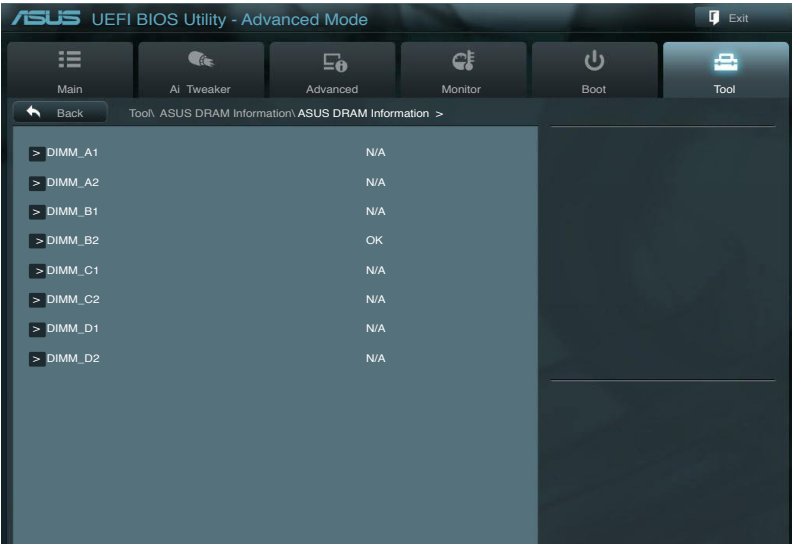 ASUS UEFI BIOS Utility - Advanced Mode
Exit
Main Ai Tweaker Advanced Monitor Boot Tool
Back Tool\ ASUS DRAM Information\ ASUS DRAM Information >
> DIMM_A1 N/A
> DIMM_A2 N/A
> DIMM_B1 N/A
> DIMM_B2 OK
> DIMM_C1 N/A
> DIMM_C2 N/A
> DIMM_D1 N/A
> DIMM_D2 N/A